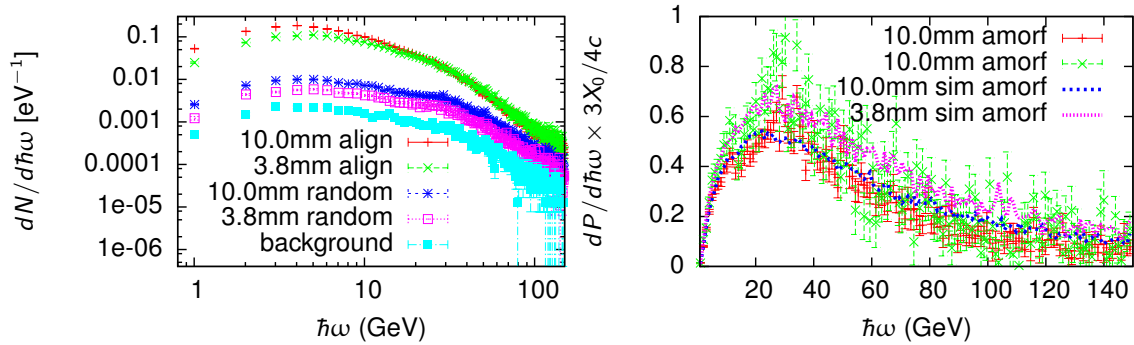 dN/dħω [eV⁻¹]
0.1
0.01
0.001
0.0001
1e-05
1e-06
10.0mm align
3.8mm align
10.0mm random
3.8mm random
background
1
10
100
ħω (GeV)
dP/dħω × 3X₀/4c
1
0.8
0.6
0.4
0.2
0
10.0mm amorf
10.0mm amorf
10.0mm sim amorf
3.8mm sim amorf
20 40 60 80 100 120 140
ħω (GeV)